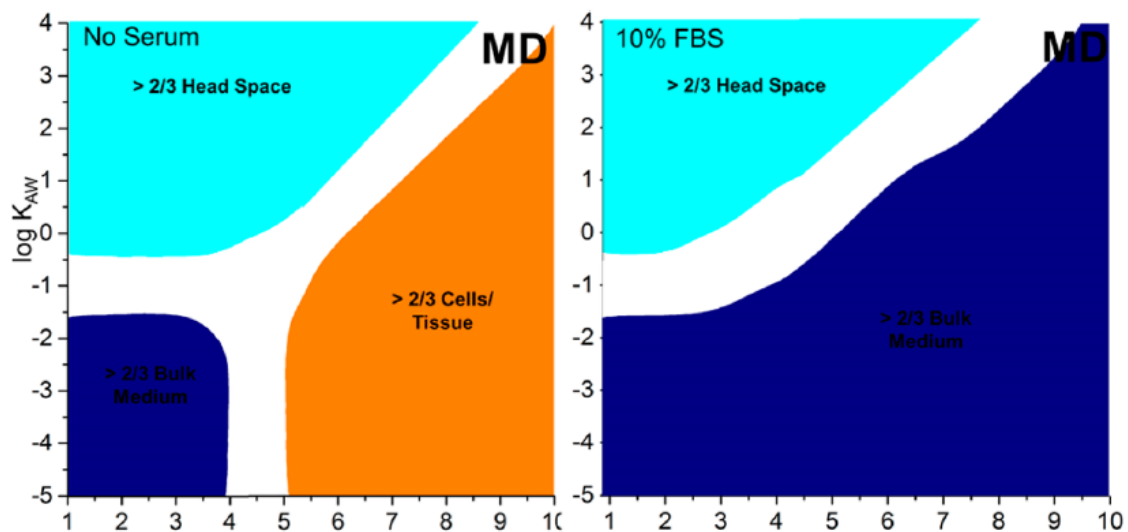 No Serum
MD
> 2/3 Head Space
> 2/3 Cells/
Tissue
> 2/3 Bulk
Medium
log K_AW
4
3
2
1
0
-1
-2
-3
-4
-5
1 2 3 4 5 6 7 8 9 10
10% FBS
MD
> 2/3 Head Space
> 2/3 Bulk
Medium
4
3
2
1
0
-1
-2
-3
-4
-5
1 2 3 4 5 6 7 8 9 10